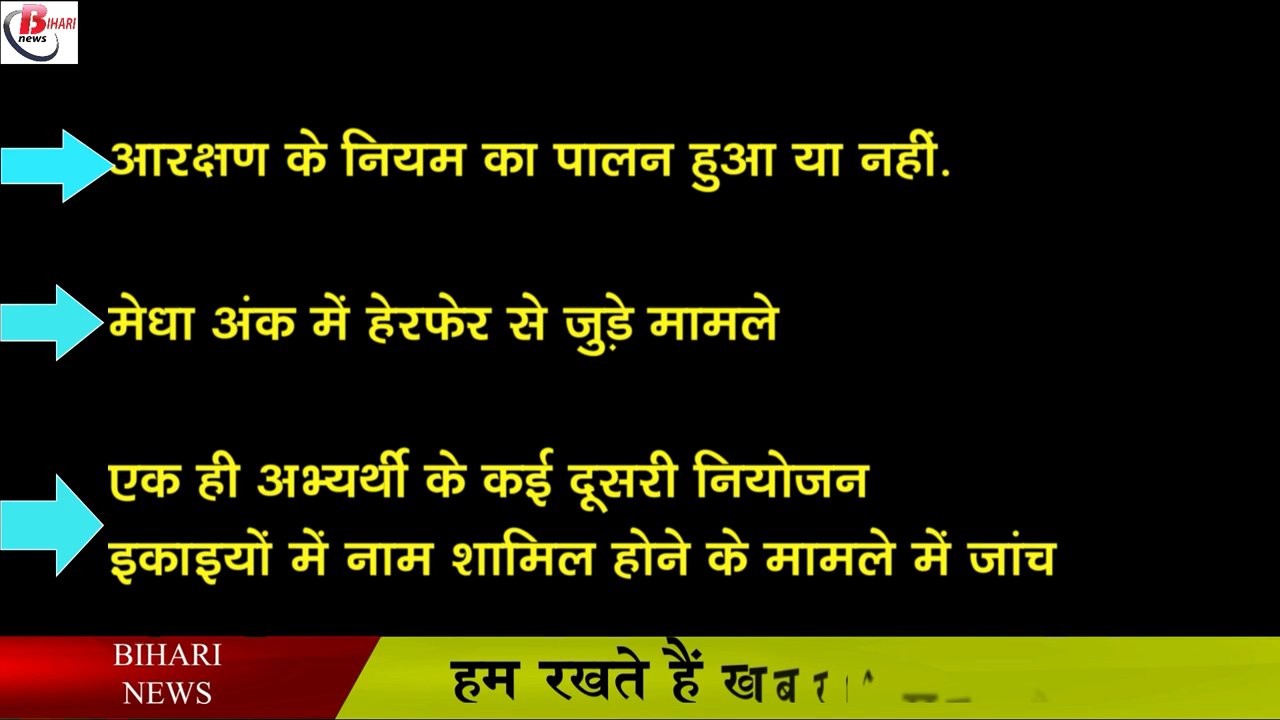 BIHARI
news
आरक्षण के नियम का पालन हुआ या नहीं.
मेधा अंक में हेरफेर से जुड़े मामले
एक ही अभ्यर्थी के कई दूसरी नियोजन
इकाइयों में नाम शामिल होने के मामले में जांच
BIHARI
NEWS
हम रखते हैं खबर